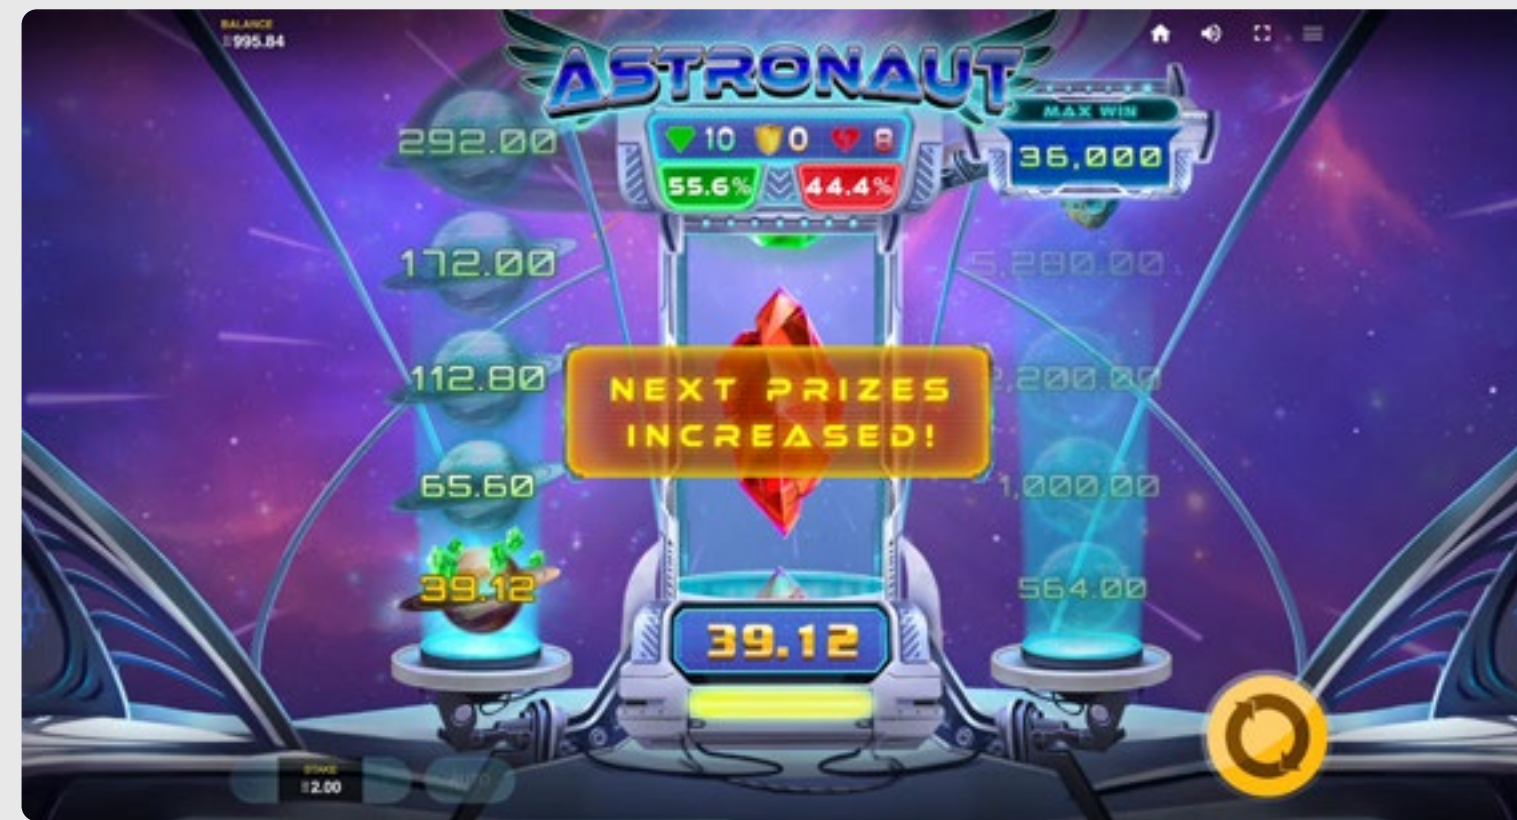 BALANCE
995.84
ASTRONAUT
MAX WIN
36,000
10 0 8
55.6% 44.4%
292.00
172.00
112.80
65.60
39.12
5,280.00
2,200.00
1,000.00
564.00
NEXT PRIZES
INCREASED!
39.12
STAKE
2.00
AUTO